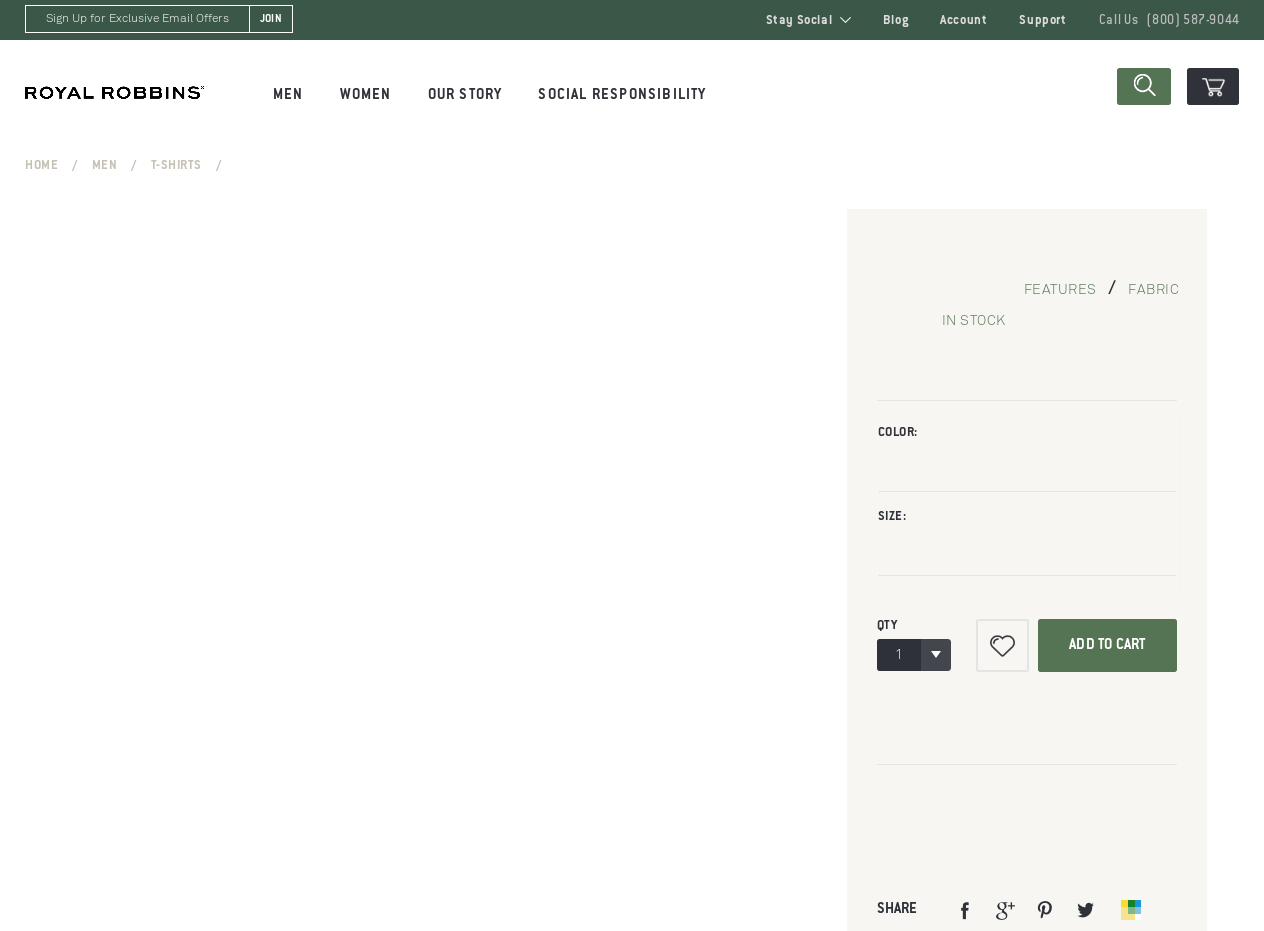 Sign Up for Exclusive Email Offers JOIN Stay Social Blog Account Support Call Us (800) 587-9044
ROYAL ROBBINS MEN WOMEN OUR STORY SOCIAL RESPONSIBILITY
HOME / MEN / T-SHIRTS /
FEATURES / FABRIC
IN STOCK
COLOR:
SIZE:
QTY
1 ADD TO CART
SHARE